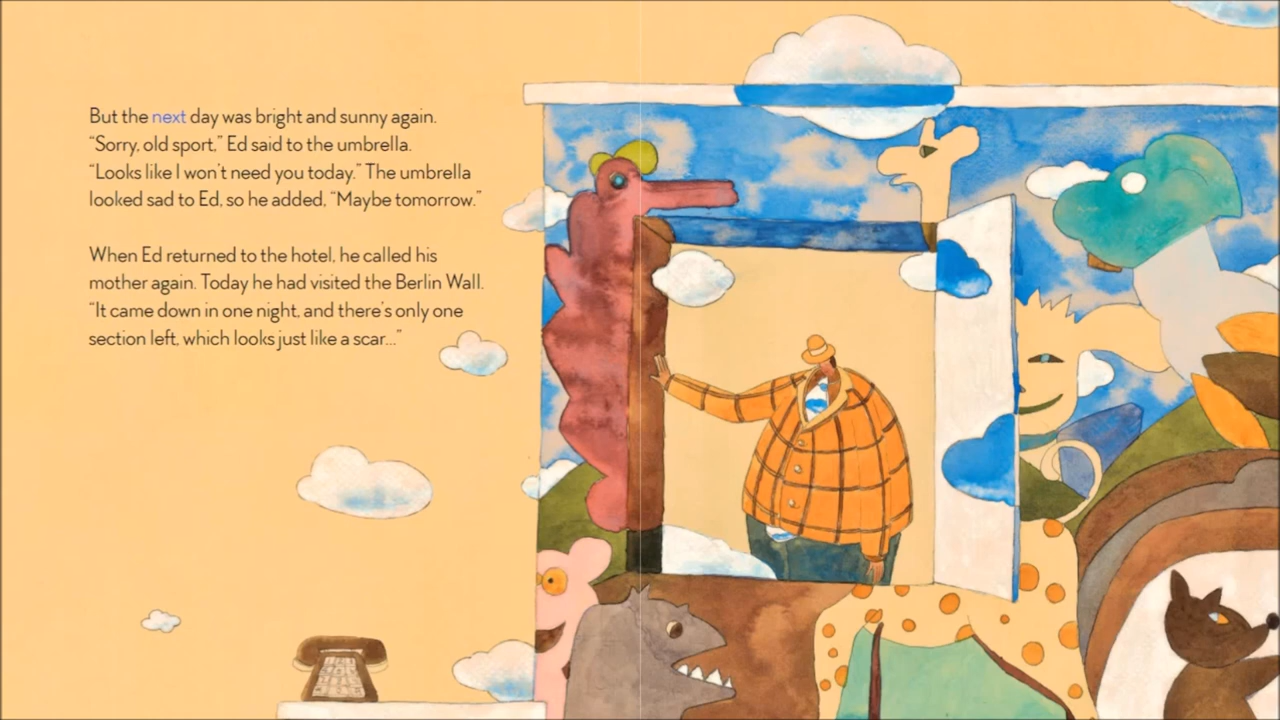 But the next day was bright and sunny again.
“Sorry, old sport,” Ed said to the umbrella.
“Looks like I won’t need you today.” The umbrella
looked sad to Ed, so he added, “Maybe tomorrow.”
When Ed returned to the hotel, he called his
mother again. Today he had visited the Berlin Wall.
“It came down in one night, and there’s only one
section left, which looks just like a scar...”